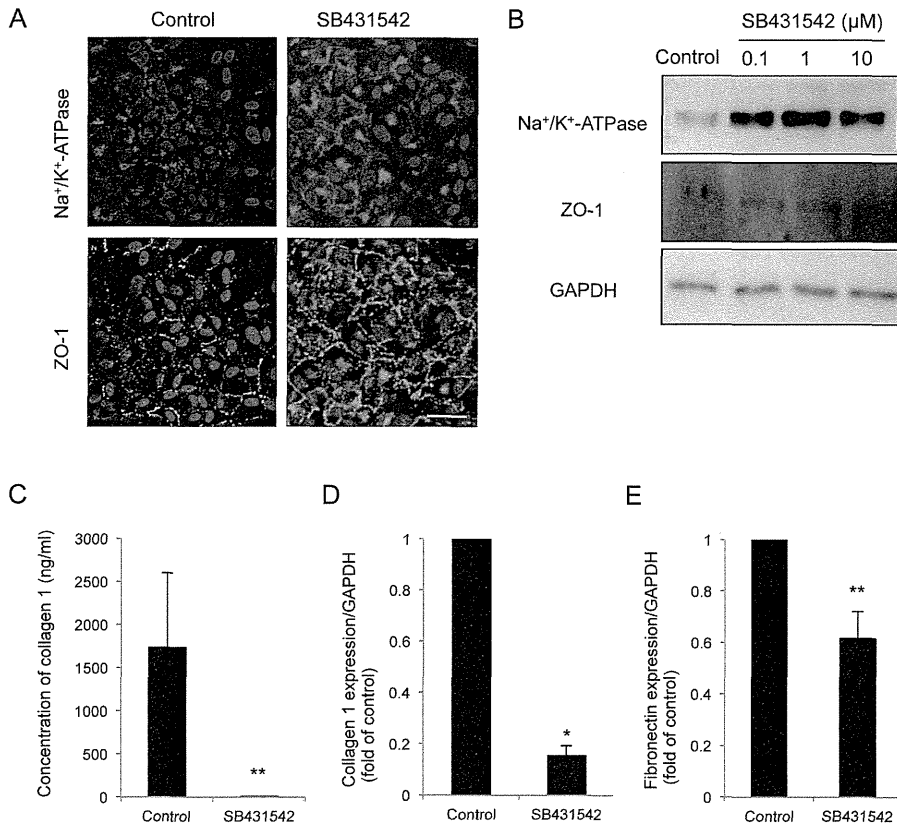 A
Control
SB431542
Na⁺/K⁺-ATPase
ZO-1
B
SB431542 (μM)
Control
0.1
1
10
Na⁺/K⁺-ATPase
ZO-1
GAPDH
C
Concentration of collagen 1 (ng/ml)
3000
2500
2000
1500
1000
500
0
**
Control
SB431542
D
Collagen 1 expression/GAPDH
(fold of control)
1
0.8
0.6
0.4
0.2
0
*
Control
SB431542
E
Fibronectin expression/GAPDH
(fold of control)
1
0.8
0.6
0.4
0.2
0
**
Control
SB431542